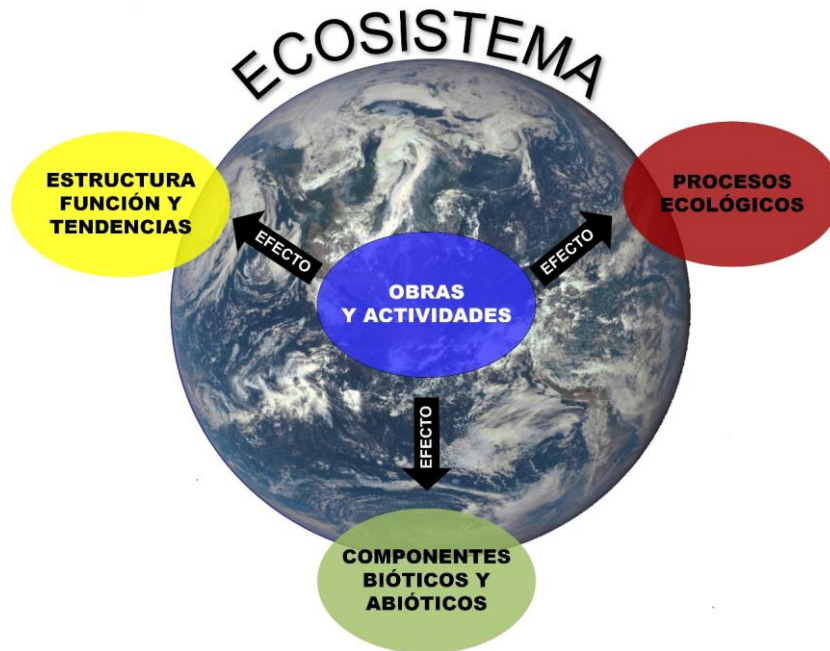 ECOSISTEMA
ESTRUCTURA
FUNCIÓN Y
TENDENCIAS
PROCESOS
ECOLÓGICOS
EFECTO
EFECTO
OBRAS
Y ACTIVIDADES
EFECTO
COMPONENTES
BIÓTICOS Y
ABIÓTICOS